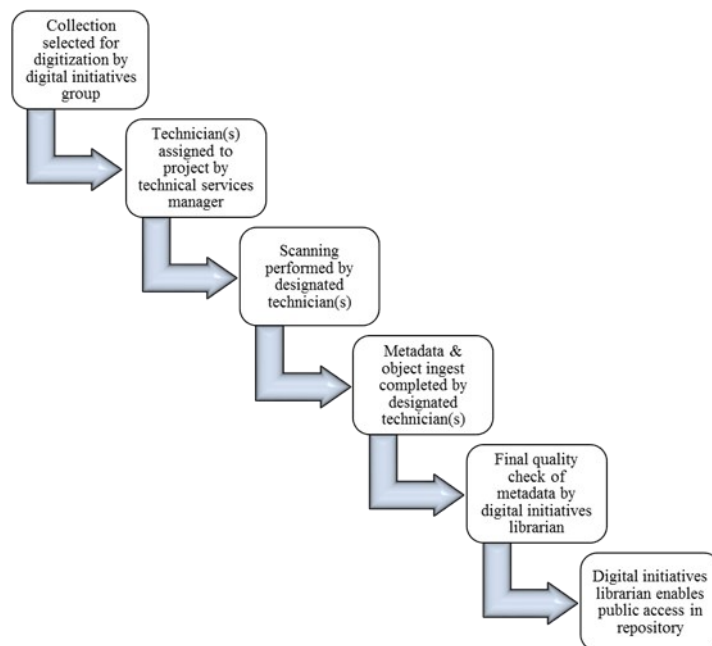 Collection
selected for
digitization by
digital initiatives
group
Technician(s)
assigned to
project by
technical services
manager
Scanning
performed by
designated
technician(s)
Metadata &
object ingest
completed by
designated
technician(s)
Final quality
check of
metadata by
digital initiatives
librarian
Digital initiatives
librarian enables
public access in
repository